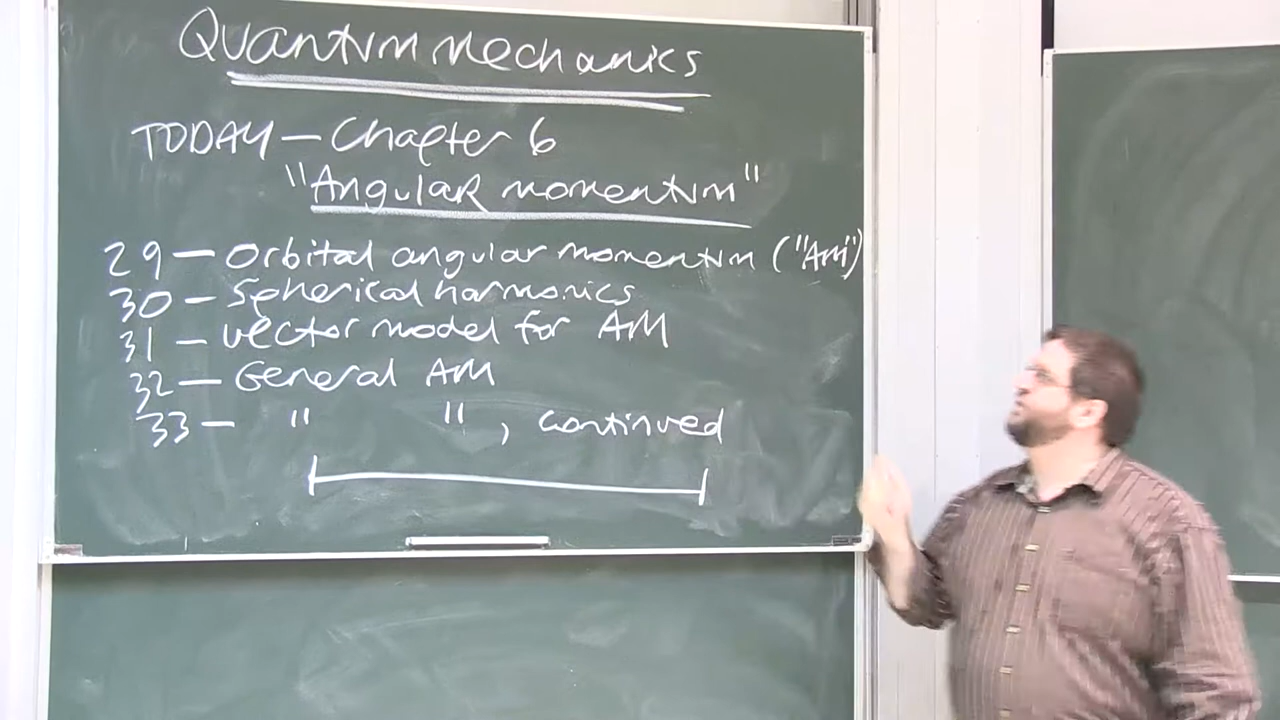 Quantum mechanics
TODAY — Chapter 6
"Angular momentum"
29 — Orbital angular momentum ("AM")
30 — Spherical harmonics
31 — Vector model for AM
32 — General AM
33 — " " , continued